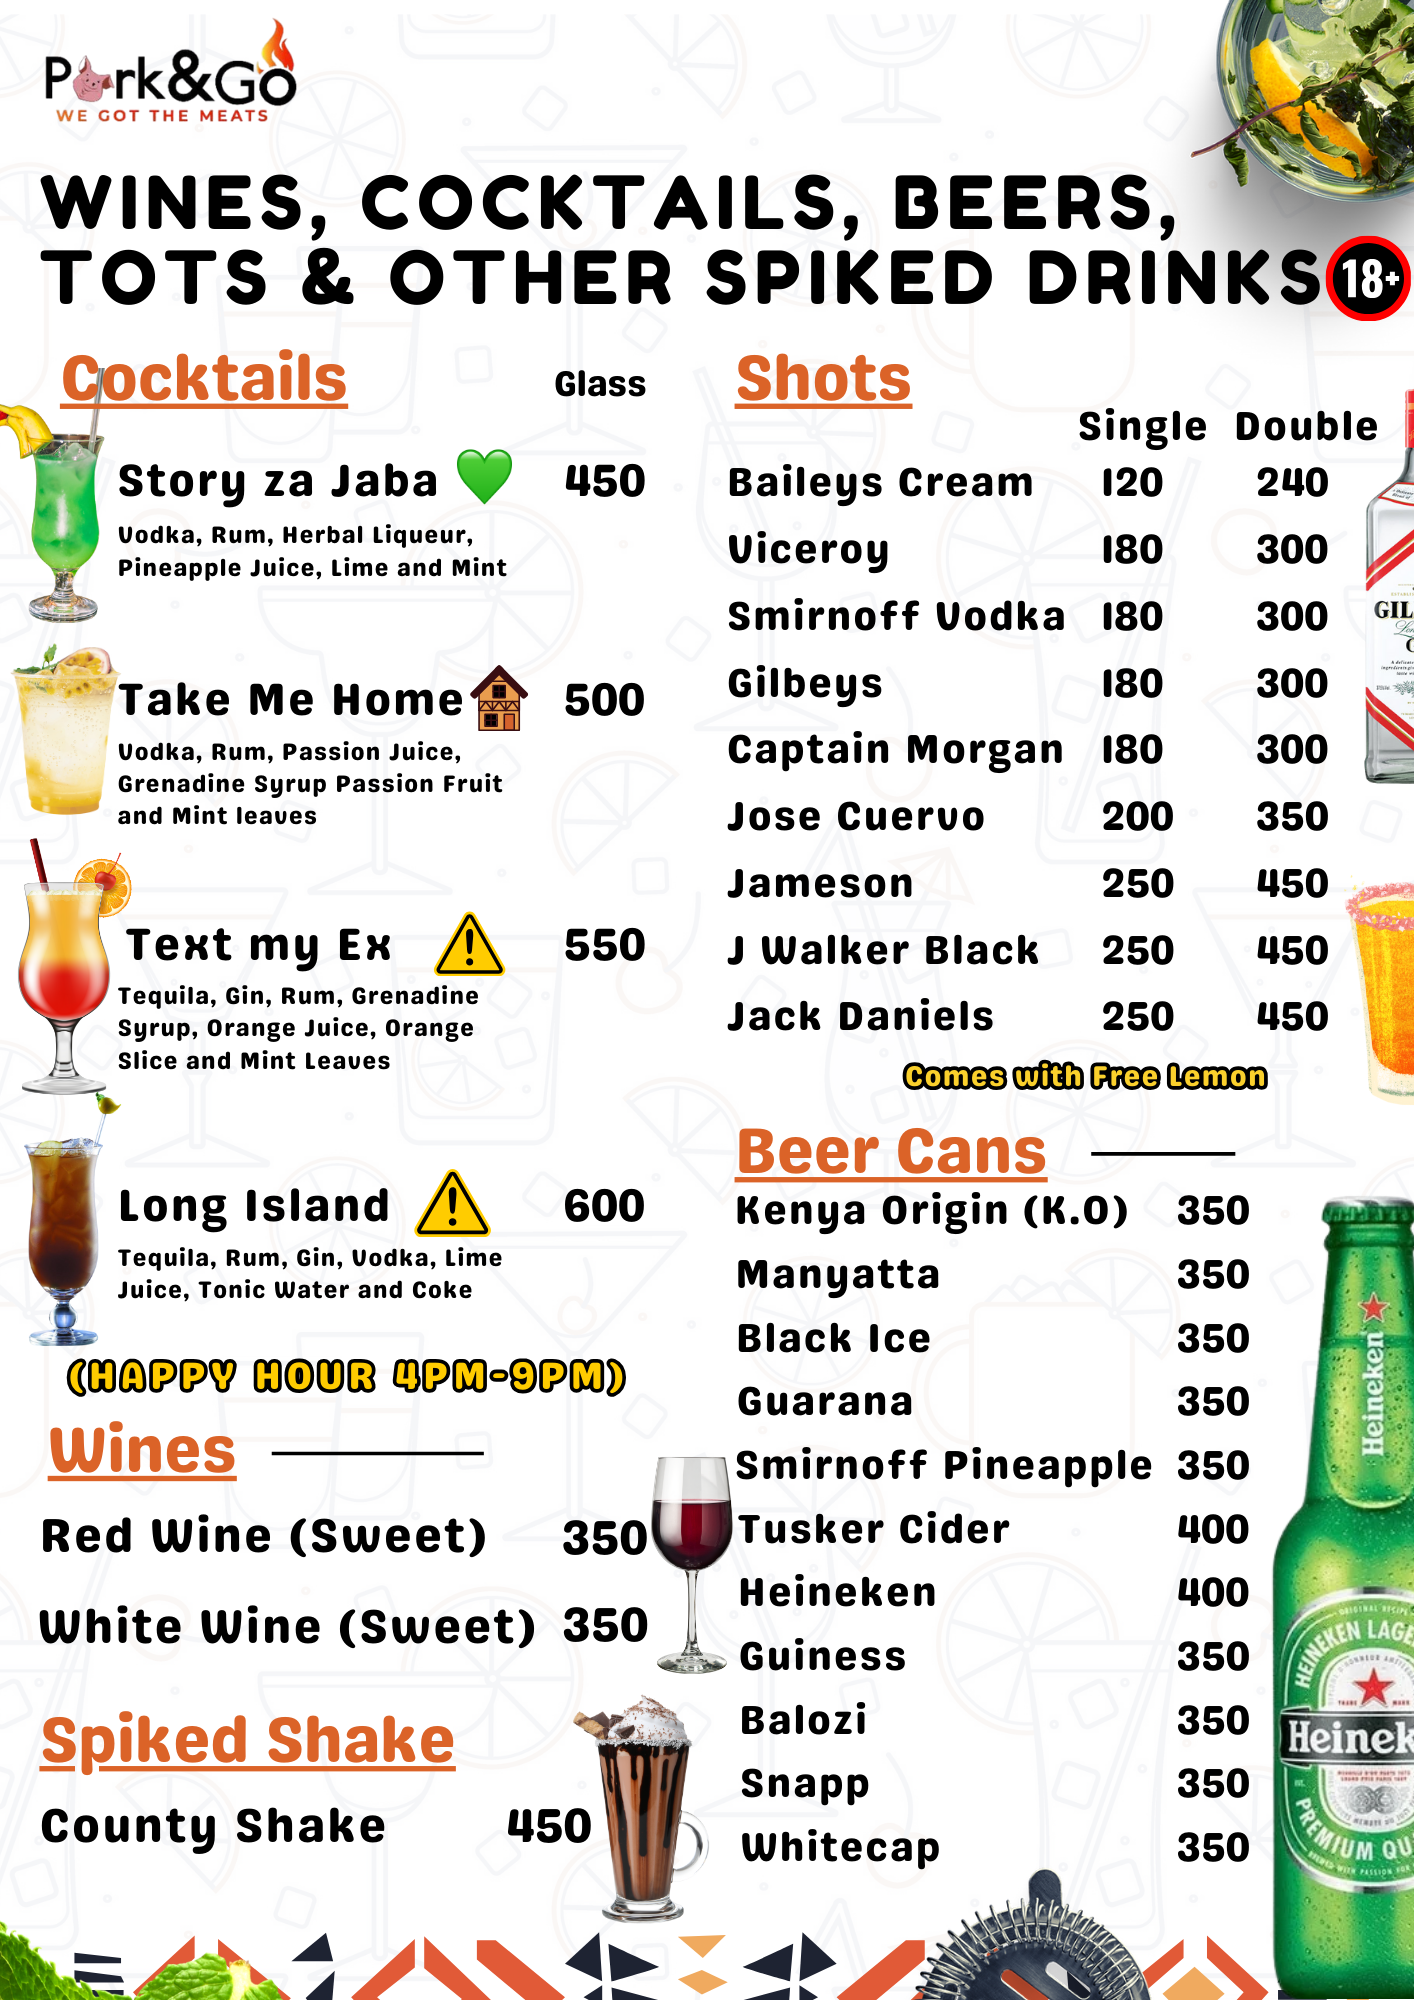 Pork&Go
WE GOT THE MEATS
WINES, COCKTAILS, BEERS,
TOTS & OTHER SPIKED DRINKS 18+
Cocktails Glass
Story za Jaba 450
Vodka, Rum, Herbal Liqueur,
Pineapple Juice, Lime and Mint
Take Me Home 500
Vodka, Rum, Passion Juice,
Grenadine Syrup Passion Fruit
and Mint leaves
Text my Ex 550
Tequila, Gin, Rum, Grenadine
Syrup, Orange Juice, Orange
Slice and Mint Leaves
Long Island 600
Tequila, Rum, Gin, Vodka, Lime
Juice, Tonic Water and Coke
(HAPPY HOUR 4PM-9PM)
Wines
Red Wine (Sweet) 350
White Wine (Sweet) 350
Spiked Shake
County Shake 450
Shots
Single Double
Baileys Cream 120 240
Viceroy 180 300
Smirnoff Vodka 180 300
Gilbeys 180 300
Captain Morgan 180 300
Jose Cuervo 200 350
Jameson 250 450
J Walker Black 250 450
Jack Daniels 250 450
Comes with Free Lemon
GIL
Beer Cans
Kenya Origin (K.O) 350
Manyatta 350
Black Ice 350
Guarana 350
Smirnoff Pineapple 350
Tusker Cider 400
Heineken 400
Guiness 350
Balozi 350
Snapp 350
Whitecap 350
Heineken
HEINEKEN LAGE
Heinek
PREMIUM QU